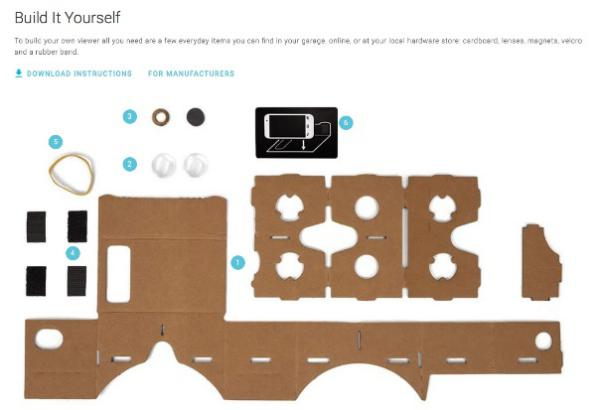 Build It Yourself
To build your own viewer all you need are a few everyday items you can find in your garage, online, or at your local hardware store: cardboard, lenses, magnets, velcro
and a rubber band.
DOWNLOAD INSTRUCTIONS FOR MANUFACTURERS
3
6
5
2
4
1